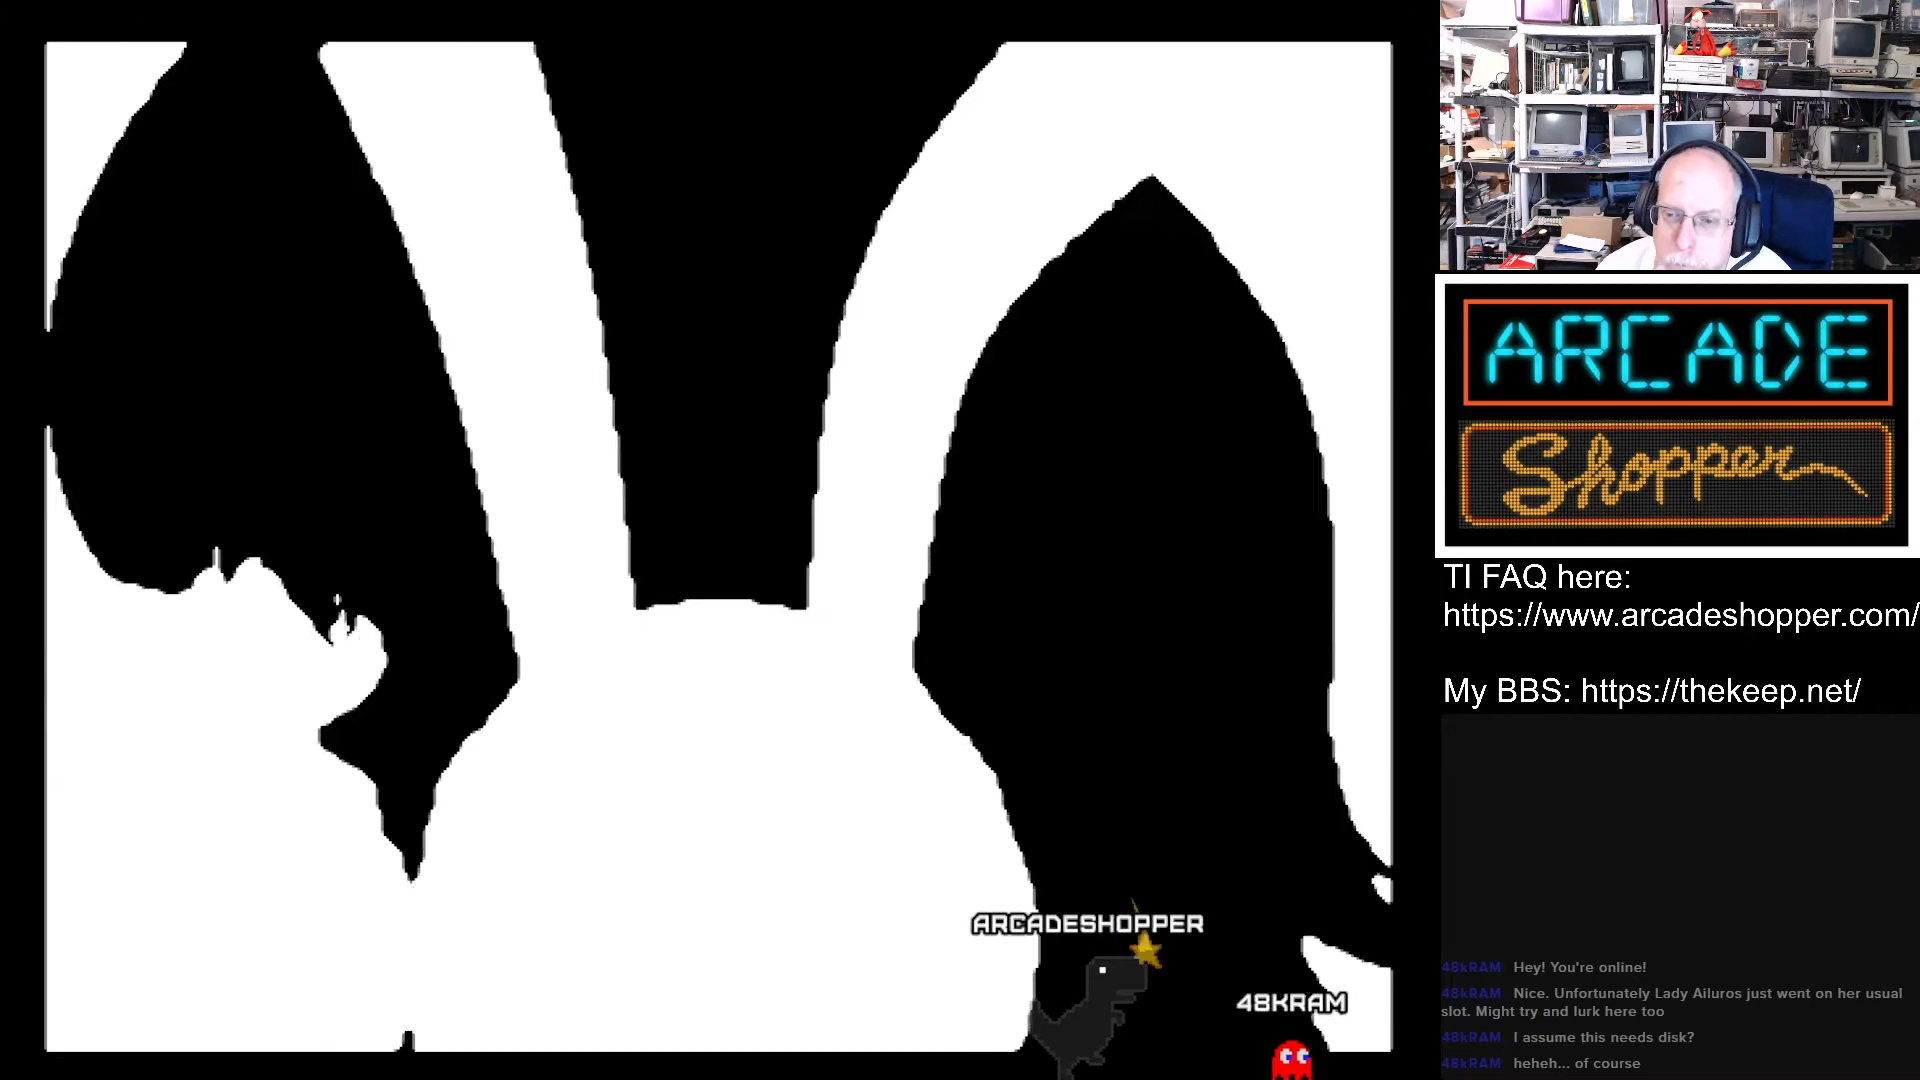 ARCADE
Shopper
TI FAQ here:
https://www.arcadeshopper.com/
My BBS: https://thekeep.net/
ARCADESHOPPER
48KRAM
48kRAM Hey! You're online!
48kRAM Nice. Unfortunately Lady Ailuros just went on her usual
slot. Might try and lurk here too
48kRAM I assume this needs disk?
48kRAM heheh... of course